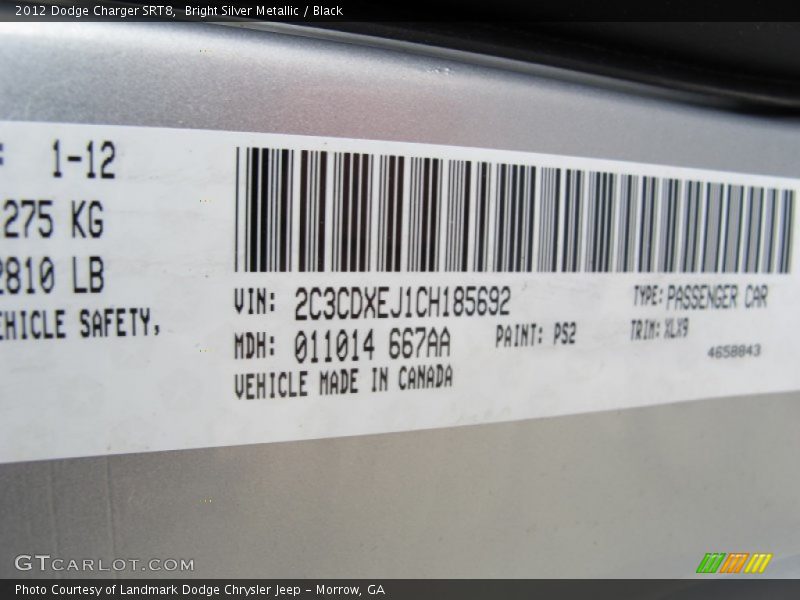 2012 Dodge Charger SRT8, Bright Silver Metallic / Black
: 1-12
275 KG
2810 LB
EHICLE SAFETY,
VIN: 2C3CDXEJ1CH185692
TYPE: PASSENGER CAR
MDH: 011014 667AA
PAINT: PS2
TRIM: XLX9
4658843
VEHICLE MADE IN CANADA
GTCARLOT.COM
Photo Courtesy of Landmark Dodge Chrysler Jeep – Morrow, GA